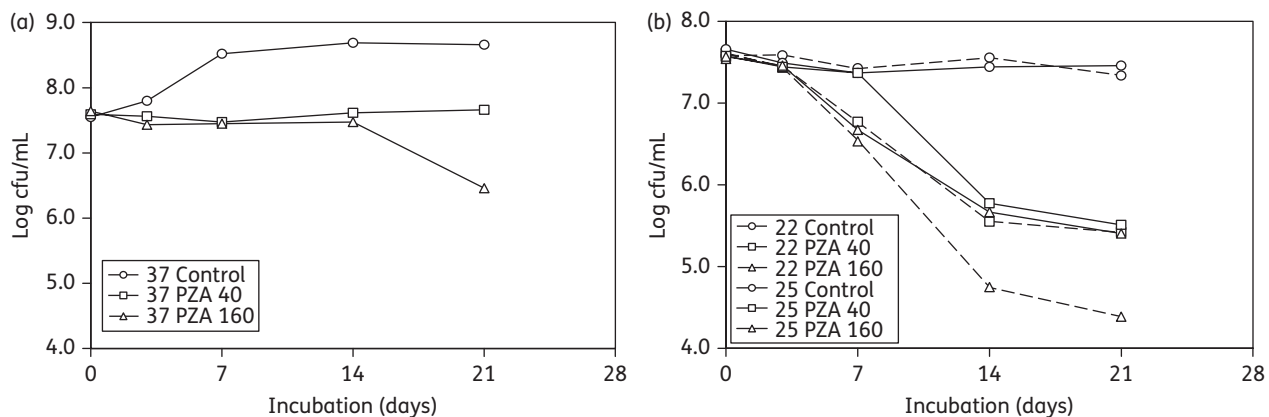 (a)
9.0
8.0
7.0
6.0
5.0
4.0
Log cfu/mL
37 Control
37 PZA 40
37 PZA 160
0 7 14 21 28
Incubation (days)
(b)
8.0
7.0
6.0
5.0
4.0
Log cfu/mL
22 Control
22 PZA 40
22 PZA 160
25 Control
25 PZA 40
25 PZA 160
0 7 14 21 28
Incubation (days)